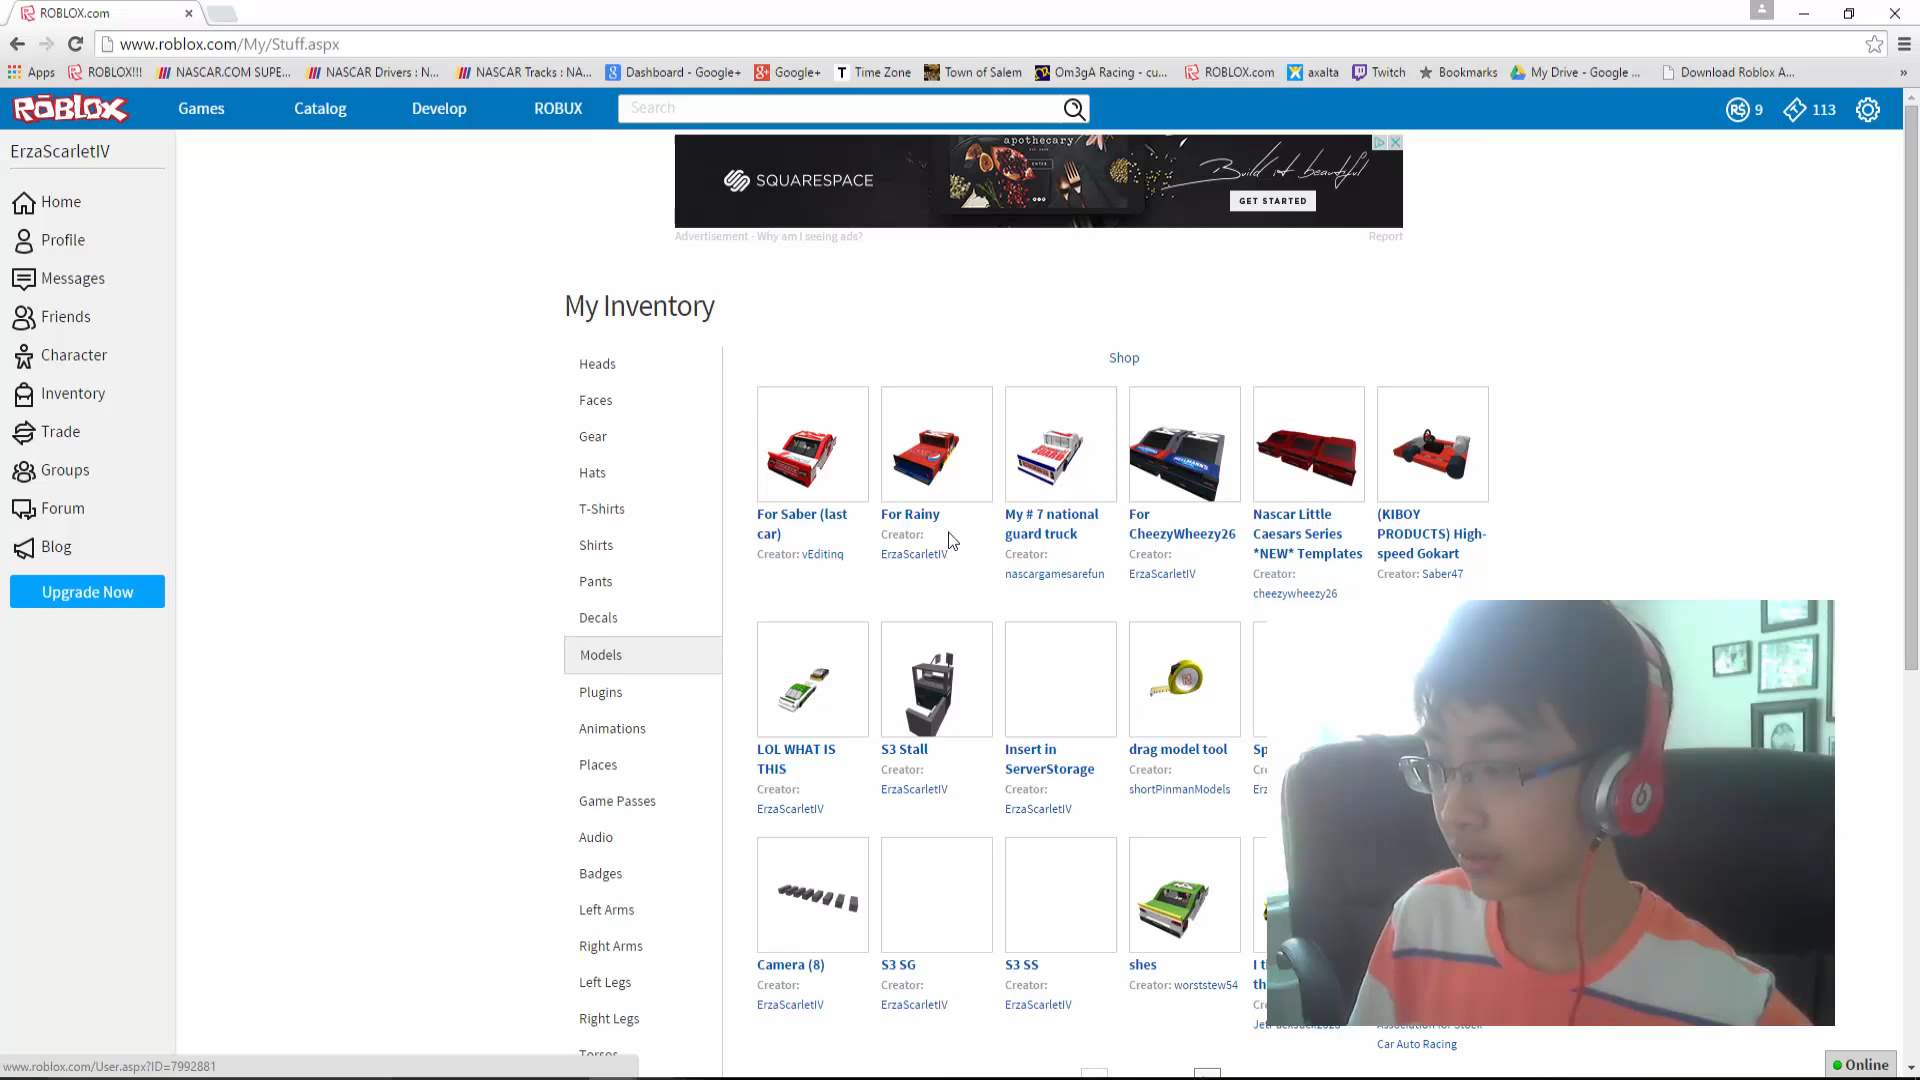 ROBLOX.com
www.roblox.com/My/Stuff.aspx
Apps ROBLOX!!! NASCAR.COM SUPE... NASCAR Drivers : N... NASCAR Tracks : NA... Dashboard - Google+ Google+ Time Zone Town of Salem Om3gA Racing - cu... ROBLOX.com axalta Twitch Bookmarks My Drive - Google ... Download Roblox A... »
ROBLOX Games Catalog Develop ROBUX Search R$ 9 113
ErzaScarletIV
Home
Profile
Messages
Friends
Character
Inventory
Trade
Groups
Forum
Blog
Upgrade Now
apothecary
ENTER
SQUARESPACE
Build it beautiful
GET STARTED
Advertisement - Why am I seeing ads? Report
My Inventory
Heads
Faces
Gear
Hats
T-Shirts
Shirts
Pants
Decals
Models
Plugins
Animations
Places
Game Passes
Audio
Badges
Left Arms
Right Arms
Left Legs
Right Legs
Torsos
Shop
For Saber (last
car)
Creator: vEditinq
For Rainy
Creator:
ErzaScarletIV
My # 7 national
guard truck
Creator:
nascargamesarefun
For
CheezyWheezy26
Creator:
ErzaScarletIV
Nascar Little
Caesars Series
*NEW* Templates
Creator:
cheezywheezy26
(KIBOY
PRODUCTS) High-
speed Gokart
Creator: Saber47
LOL WHAT IS
THIS
Creator:
ErzaScarletIV
S3 Stall
Creator:
ErzaScarletIV
Insert in
ServerStorage
Creator:
ErzaScarletIV
drag model tool
Creator:
shortPinmanModels
Sp
Cre
Erz
Camera (8)
Creator:
ErzaScarletIV
S3 SG
Creator:
ErzaScarletIV
S3 SS
Creator:
ErzaScarletIV
shes
Creator: worststew54
I t
th
Cre
Car Auto Racing
www.roblox.com/User.aspx?ID=7992881
Online